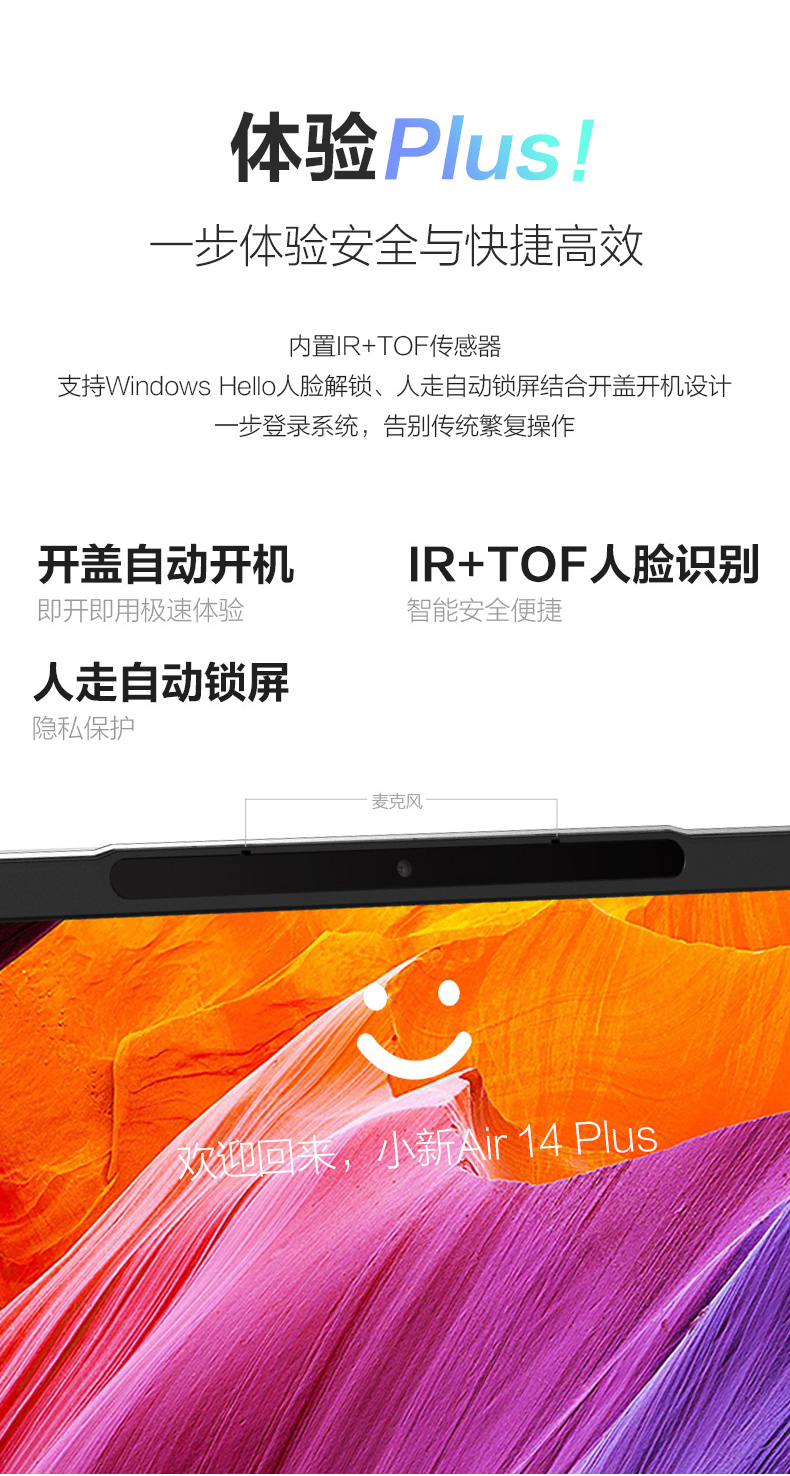 体验Plus!
一步体验安全与快捷高效
内置IR+TOF传感器
支持Windows Hello人脸解锁、人走自动锁屏结合开盖开机设计
一步登录系统，告别传统繁复操作
开盖自动开机
即开即用极速体验
IR+TOF人脸识别
智能安全便捷
人走自动锁屏
隐私保护
麦克风
欢迎回来，小新Air 14 Plus